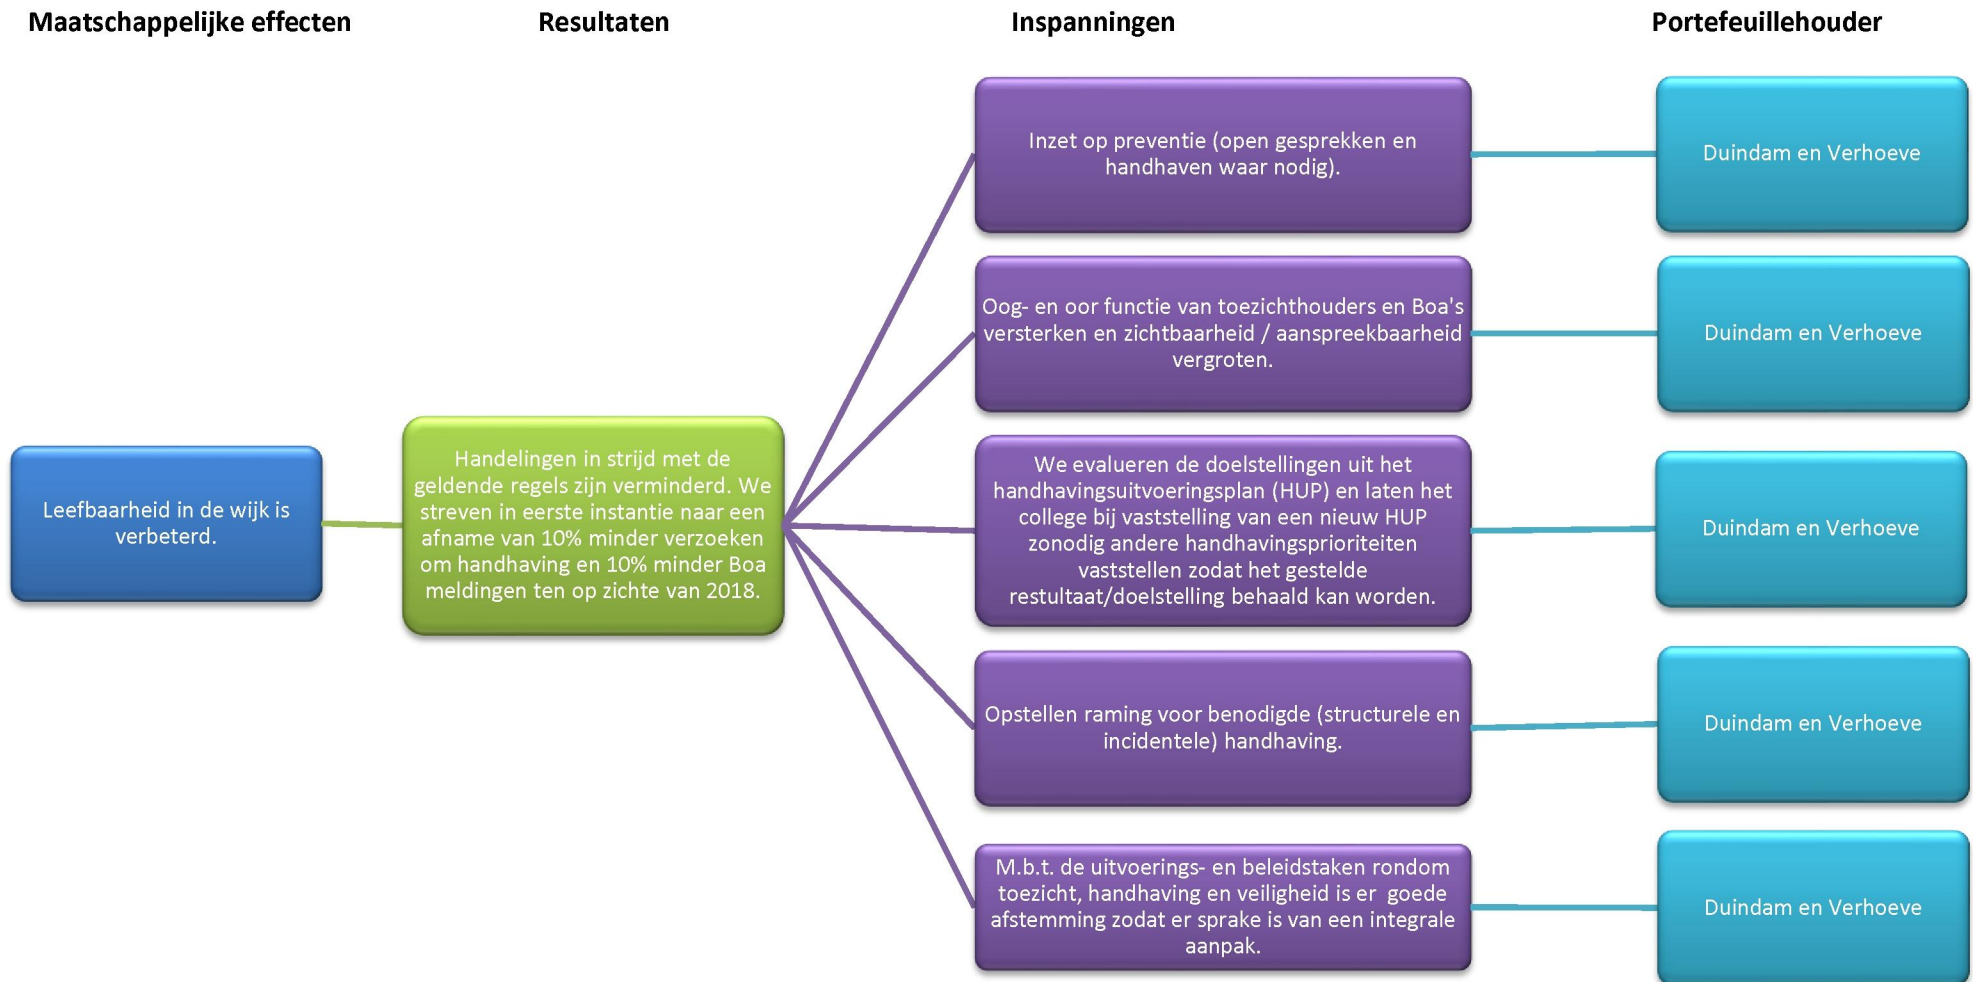 Maatschappelijke effecten
Resultaten
Inspanningen
Portefeuillehouder
Leefbaarheid in de wijk is
verbeterd.
Handelingen in strijd met de
geldende regels zijn verminderd. We
streven in eerste instantie naar een
afname van 10% minder verzoeken
om handhaving en 10% minder Boa
meldingen ten op zichte van 2018.
Inzet op preventie (open gesprekken en
handhaven waar nodig).
Duindam en Verhoeve
Oog- en oor functie van toezichthouders en Boa's
versterken en zichtbaarheid / aanspreekbaarheid
vergroten.
Duindam en Verhoeve
We evalueren de doelstellingen uit het
handhavingsuitvoeringsplan (HUP) en laten het
college bij vaststelling van een nieuw HUP
zonodig andere handhavingsprioriteiten
vaststellen zodat het gestelde
restultaat/doelstelling behaald kan worden.
Duindam en Verhoeve
Opstellen raming voor benodigde (structurele en
incidentele) handhaving.
Duindam en Verhoeve
M.b.t. de uitvoerings- en beleidstaken rondom
toezicht, handhaving en veiligheid is er goede
afstemming zodat er sprake is van een integrale
aanpak.
Duindam en Verhoeve